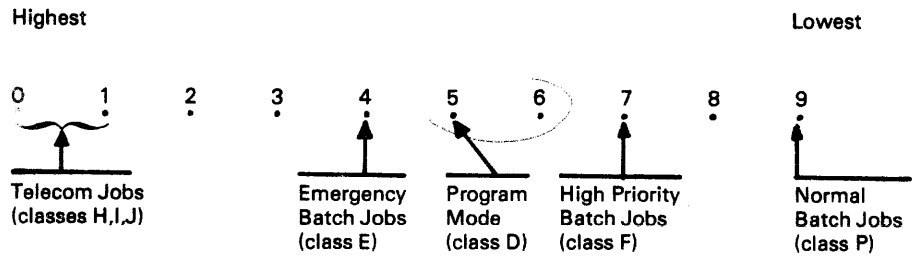 Highest Lowest
0 1 2 3 4 5 6 7 8 9
Telecom Jobs
(classes H,I,J)
Emergency
Batch Jobs
(class E)
Program
Mode
(class D)
High Priority
Batch Jobs
(class F)
Normal
Batch Jobs
(class P)